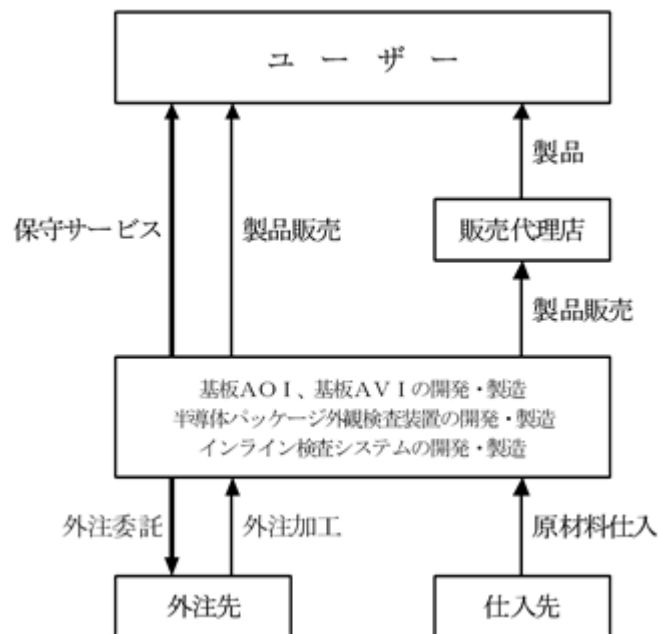 ユーザー
製品
保守サービス
製品販売
販売代理店
製品販売
基板AOI、基板AVIの開発・製造
半導体パッケージ外観検査装置の開発・製造
インライン検査システムの開発・製造
外注委託
外注加工
原材料仕入
外注先
仕入先